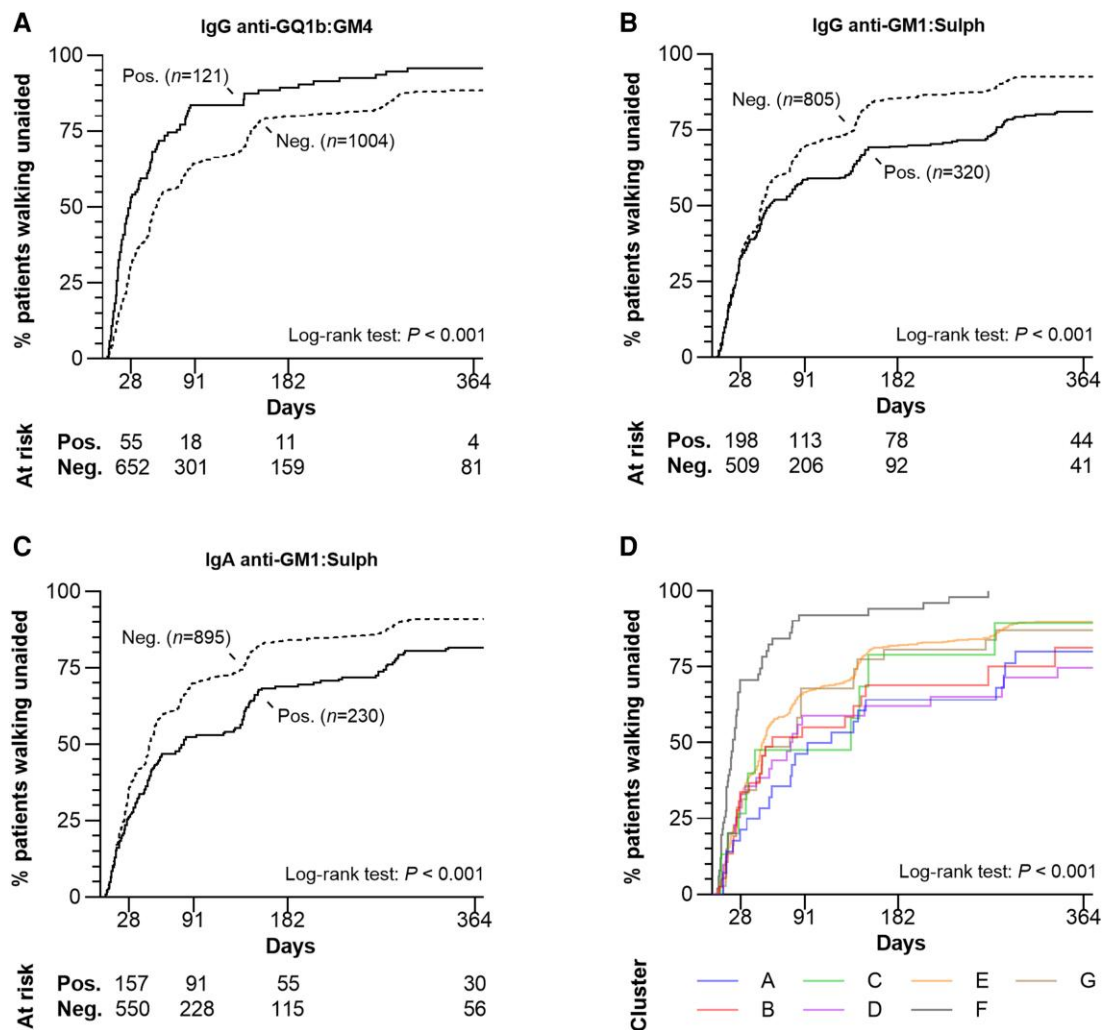 A
IgG anti-GQ1b:GM4
100
75
50
25
0
% patients walking unaided
Pos. (n=121)
Neg. (n=1004)
Log-rank test: P < 0.001
28 91 182 364
Days
At risk
Pos. 55 18 11 4
Neg. 652 301 159 81
B
IgG anti-GM1:Sulph
100
75
50
25
0
% patients walking unaided
Neg. (n=805)
Pos. (n=320)
Log-rank test: P < 0.001
28 91 182 364
Days
At risk
Pos. 198 113 78 44
Neg. 509 206 92 41
C
IgA anti-GM1:Sulph
100
75
50
25
0
% patients walking unaided
Neg. (n=895)
Pos. (n=230)
Log-rank test: P < 0.001
28 91 182 364
Days
At risk
Pos. 157 91 55 30
Neg. 550 228 115 56
D
100
75
50
25
0
% patients walking unaided
Log-rank test: P < 0.001
28 91 182 364
Days
Cluster
A C E G
B D F